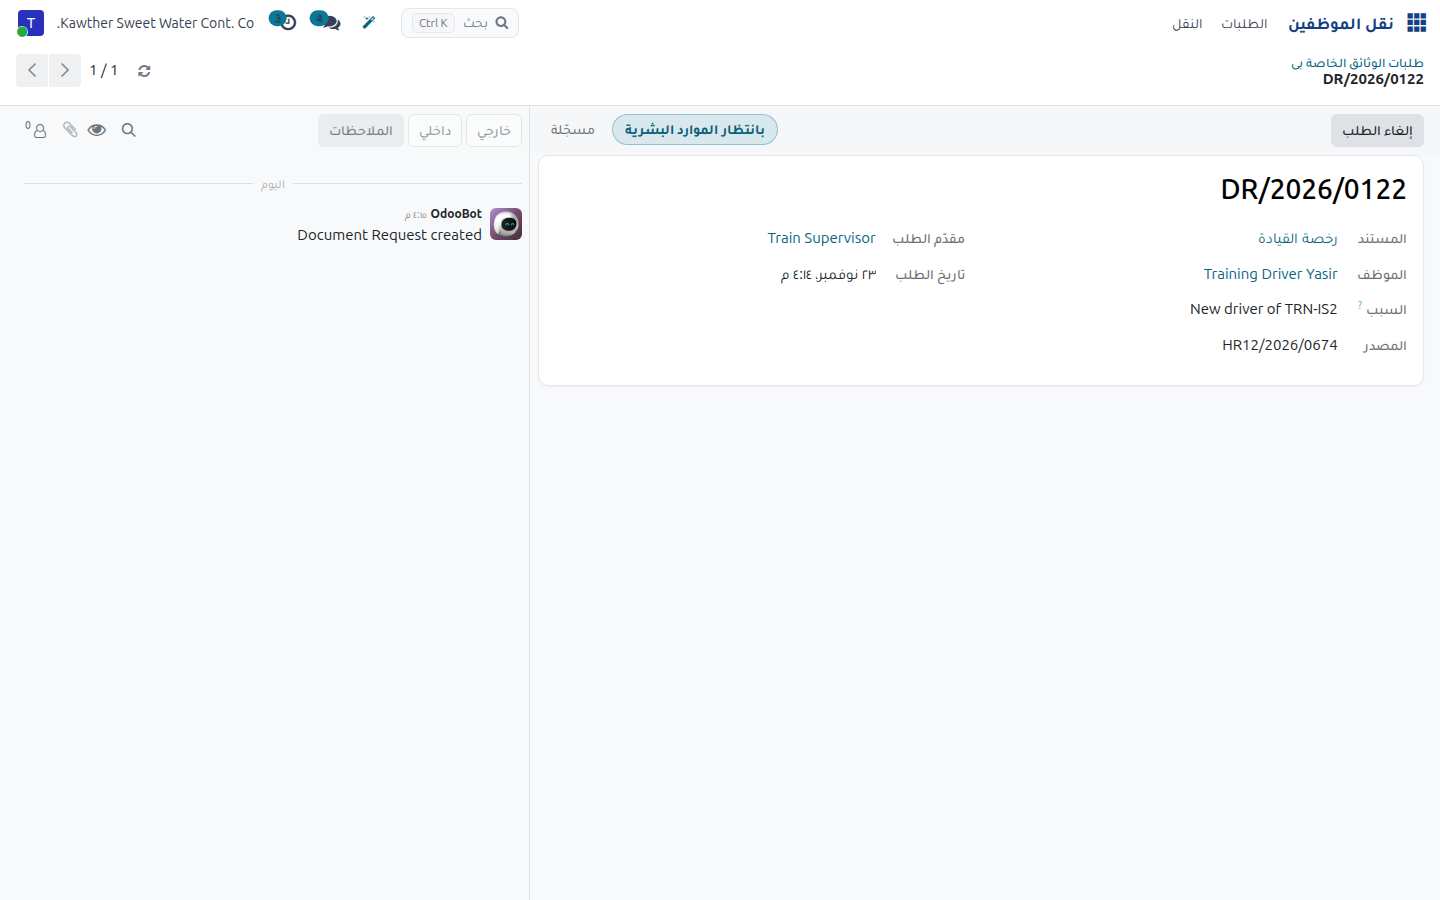 نقل الموظفين
الطلبات
النقل
بحث
Ctrl K
4
3
Kawther Sweet Water Cont. Co.
T
طلبات الوثائق الخاصة بي
DR/2026/0122
1 / 1
إلغاء الطلب
بانتظار الموارد البشرية
مسجّلة
خارجي
داخلي
الملاحظات
0
DR/2026/0122
المستند
رخصة القيادة
مقدّم الطلب
Train Supervisor
الموظف
Training Driver Yasir
تاريخ الطلب
٢٣ نوفمبر، ٤:١٤ م
السبب ?
New driver of TRN-IS2
المصدر
HR12/2026/0674
اليوم
OdooBot ٤:١٥ م
Document Request created